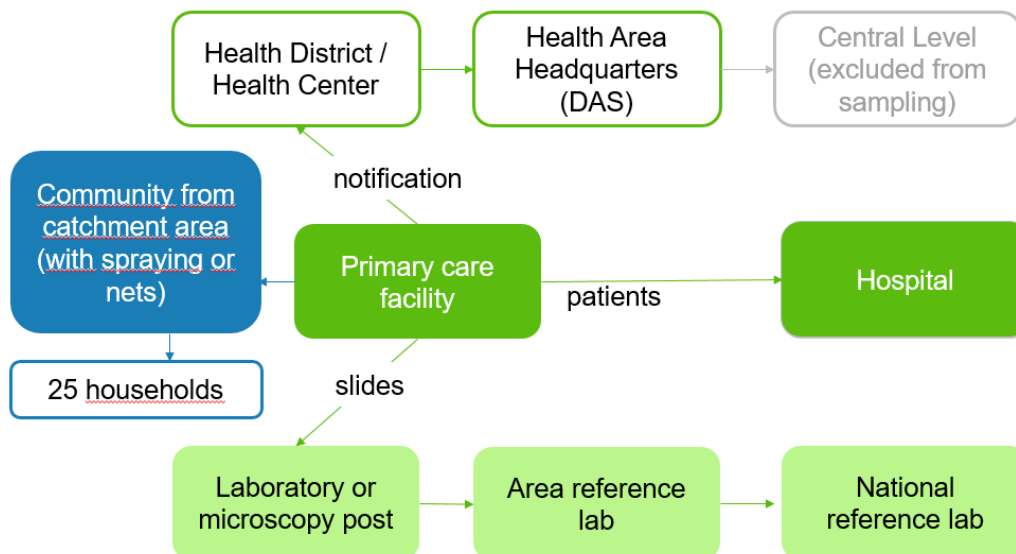 Health District /
Health Center
Health Area
Headquarters
(DAS)
Central Level
(excluded from
sampling)
notification
Community from
catchment area
(with spraying or
nets)
Primary care
facility
patients
Hospital
25 households
slides
Laboratory or
microscopy post
Area reference
lab
National
reference lab